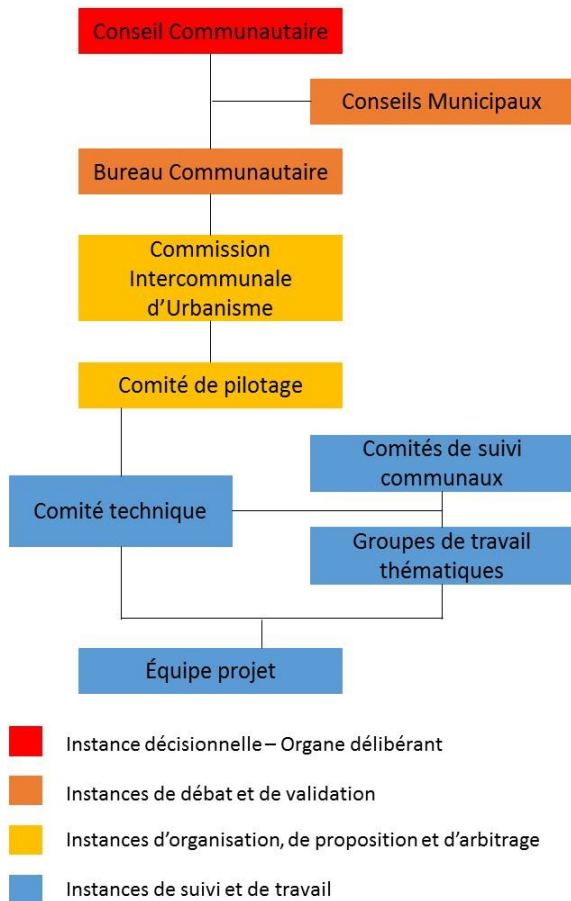 Conseil Communautaire
Conseils Municipaux
Bureau Communautaire
Commission
Intercommunale
d’Urbanisme
Comité de pilotage
Comités de suivi
communaux
Comité technique
Groupes de travail
thématiques
Équipe projet
Instance décisionnelle – Organe délibérant
Instances de débat et de validation
Instances d’organisation, de proposition et d’arbitrage
Instances de suivi et de travail